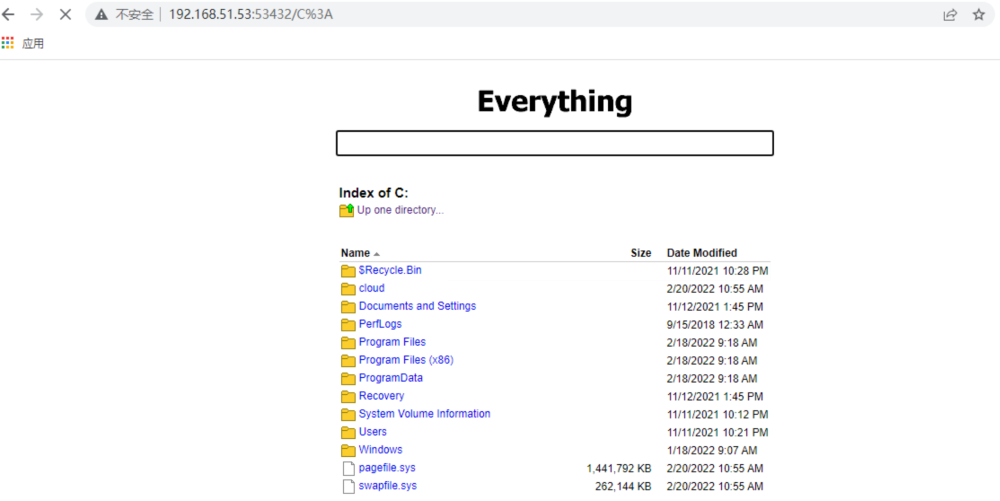 不安全 192.168.51.53:53432/C%3A
应用
Everything
Index of C:
Up one directory...
Name Size Date Modified
$Recycle.Bin 11/11/2021 10:28 PM
cloud 2/20/2022 10:55 AM
Documents and Settings 11/12/2021 1:45 PM
PerfLogs 9/15/2018 12:33 AM
Program Files 2/18/2022 9:18 AM
Program Files (x86) 2/18/2022 9:18 AM
ProgramData 2/18/2022 9:18 AM
Recovery 11/12/2021 1:45 PM
System Volume Information 11/11/2021 10:12 PM
Users 11/11/2021 10:21 PM
Windows 1/18/2022 9:07 AM
pagefile.sys 1,441,792 KB 2/20/2022 10:55 AM
swapfile.sys 262,144 KB 2/20/2022 10:55 AM